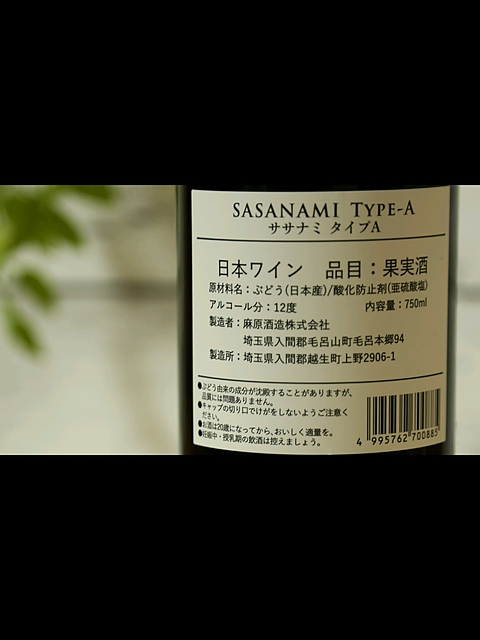 SASANAMI TYPE-A
ササナミ タイプA
日本ワイン　品目：果実酒
原材料名：ぶどう(日本産)/酸化防止剤(亜硫酸塩)
アルコール分：12度　内容量：750ml
製造者：麻原酒造株式会社
埼玉県入間郡毛呂山町毛呂本郷94
製造所：埼玉県入間郡越生町上野2906-1
●ぶどう由来の成分が沈殿することがありますが、
品質には問題ありません。
●キャップの切り口でけがをしないようご注意く
ださい。
●お酒は20歳になってから、おいしく適量を。
●妊娠中・授乳期の飲酒は控えましょう。
4 995762 700885